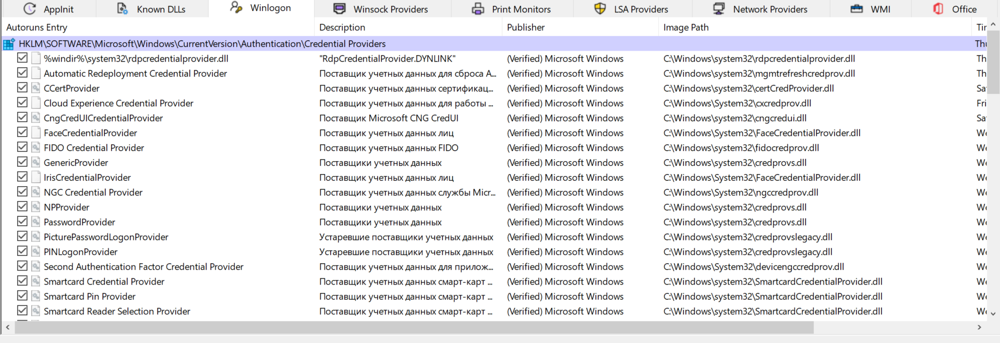 AppInit Known DLLs Winlogon Winsock Providers Print Monitors LSA Providers Network Providers WMI Office
Autoruns Entry Description Publisher Image Path Tir
HKLM\SOFTWARE\Microsoft\Windows\CurrentVersion\Authentication\Credential Providers Thu
%windir%\system32\rdpcredentialprovider.dll "RdpCredentialProvider.DYNLINK" (Verified) Microsoft Windows C:\Windows\system32\rdpcredentialprovider.dll Th
Automatic Redeployment Credential Provider Поставщик учетных данных для сброса A... (Verified) Microsoft Windows C:\Windows\system32\mgmtrefreshcredprov.dll Th
CCertProvider Поставщик учетных данных сертификац... (Verified) Microsoft Windows C:\Windows\system32\certCredProvider.dll Sa
Cloud Experience Credential Provider Поставщик учетных данных для работы ... (Verified) Microsoft Windows C:\Windows\System32\cxcredprov.dll Fri
CngCredUICredentialProvider Поставщик Microsoft CNG CredUI (Verified) Microsoft Windows C:\Windows\system32\cngcredui.dll Sa
FaceCredentialProvider Поставщик учетных данных лиц (Verified) Microsoft Windows C:\Windows\System32\FaceCredentialProvider.dll We
FIDO Credential Provider Поставщик учетных данных FIDO (Verified) Microsoft Windows C:\Windows\system32\fidocredprov.dll We
GenericProvider Поставщики учетных данных (Verified) Microsoft Windows C:\Windows\system32\credprovs.dll We
IrisCredentialProvider Поставщик учетных данных лиц (Verified) Microsoft Windows C:\Windows\System32\FaceCredentialProvider.dll We
NGC Credential Provider Поставщик учетных данных службы Micr... (Verified) Microsoft Windows C:\Windows\System32\ngccredprov.dll We
NPProvider Поставщики учетных данных (Verified) Microsoft Windows C:\Windows\system32\credprovs.dll We
PasswordProvider Поставщики учетных данных (Verified) Microsoft Windows C:\Windows\system32\credprovs.dll We
PicturePasswordLogonProvider Устаревшие поставщики учетных данных (Verified) Microsoft Windows C:\Windows\system32\credprovslegacy.dll We
PINLogonProvider Устаревшие поставщики учетных данных (Verified) Microsoft Windows C:\Windows\system32\credprovslegacy.dll We
Second Authentication Factor Credential Provider Поставщик учетных данных для прилож... (Verified) Microsoft Windows C:\Windows\System32\devicengccredprov.dll We
Smartcard Credential Provider Поставщик учетных данных смарт-карт ... (Verified) Microsoft Windows C:\Windows\system32\SmartcardCredentialProvider.dll We
Smartcard Pin Provider Поставщик учетных данных смарт-карт ... (Verified) Microsoft Windows C:\Windows\system32\SmartcardCredentialProvider.dll We
Smartcard Reader Selection Provider Поставщик учетных данных смарт-карт ... (Verified) Microsoft Windows C:\Windows\system32\SmartcardCredentialProvider.dll We